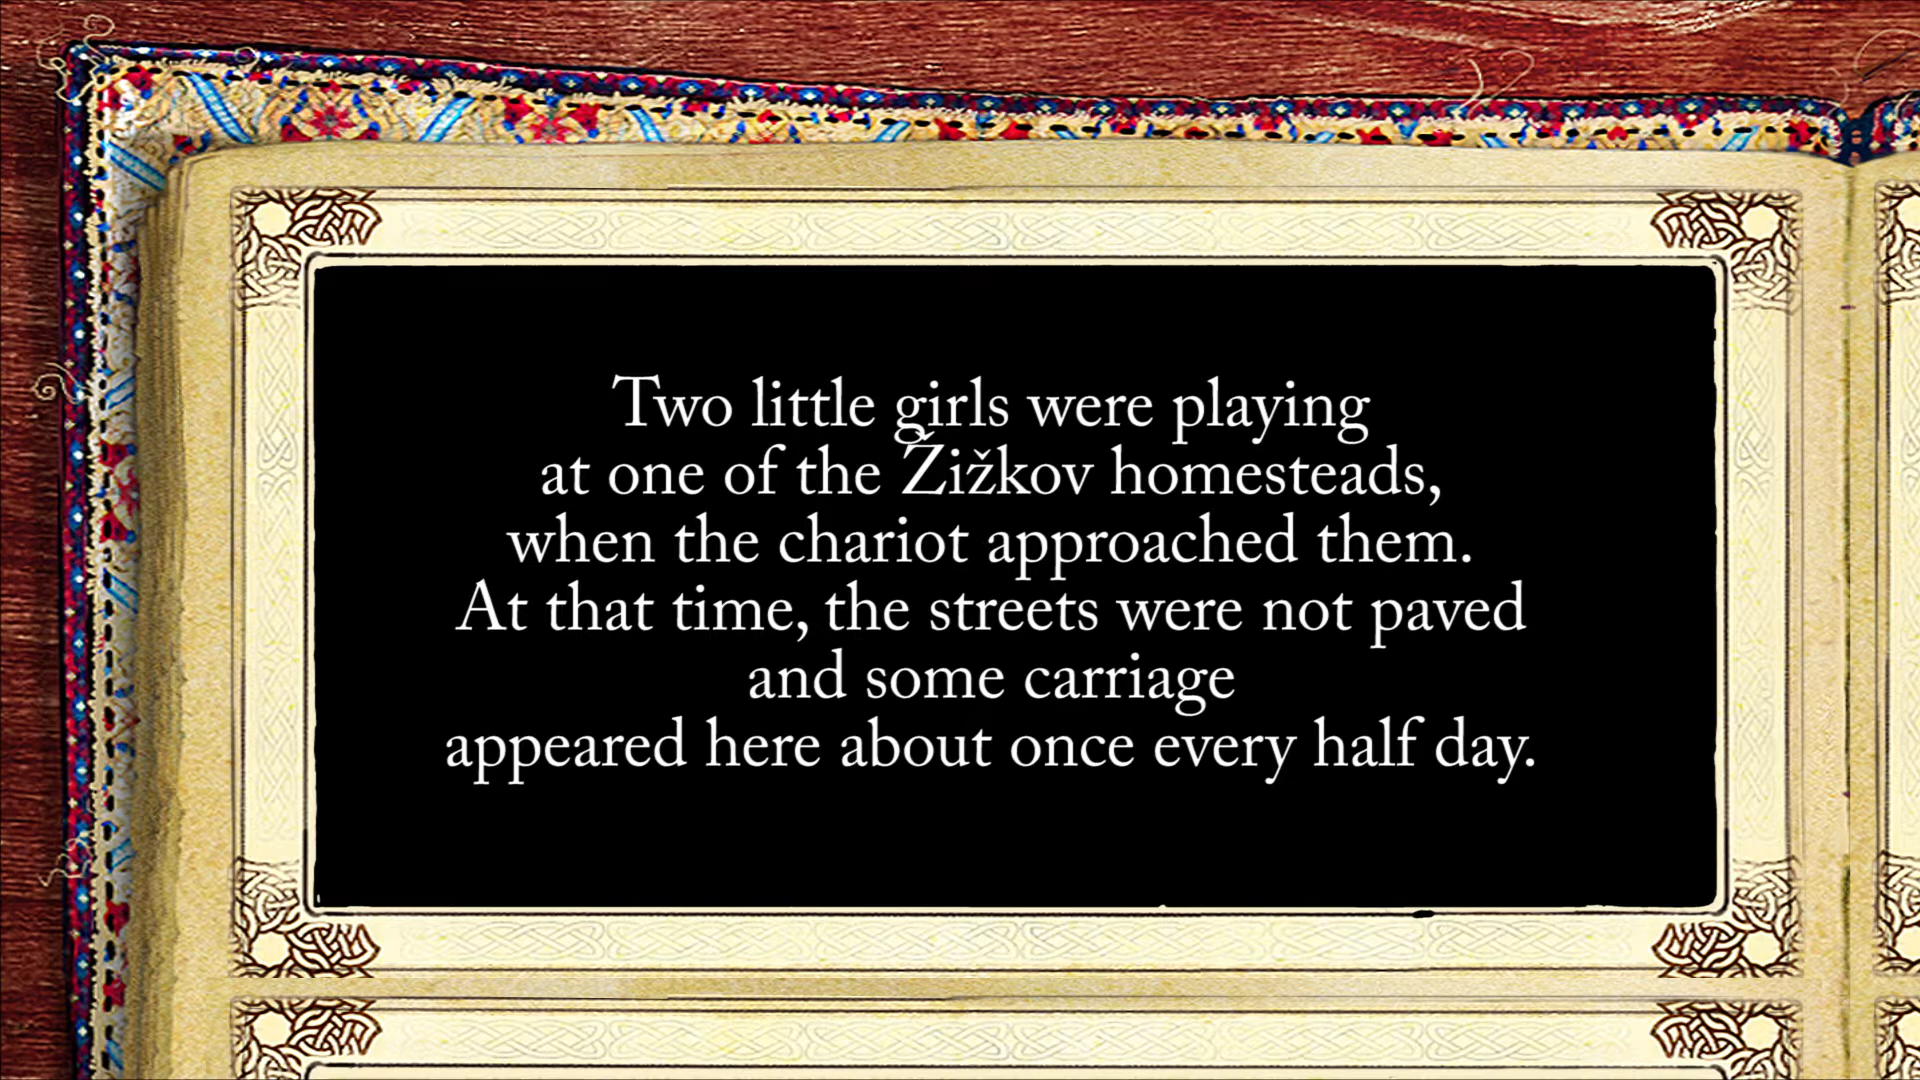 Two little girls were playing
at one of the Žižkov homesteads,
when the chariot approached them.
At that time, the streets were not paved
and some carriage
appeared here about once every half day.